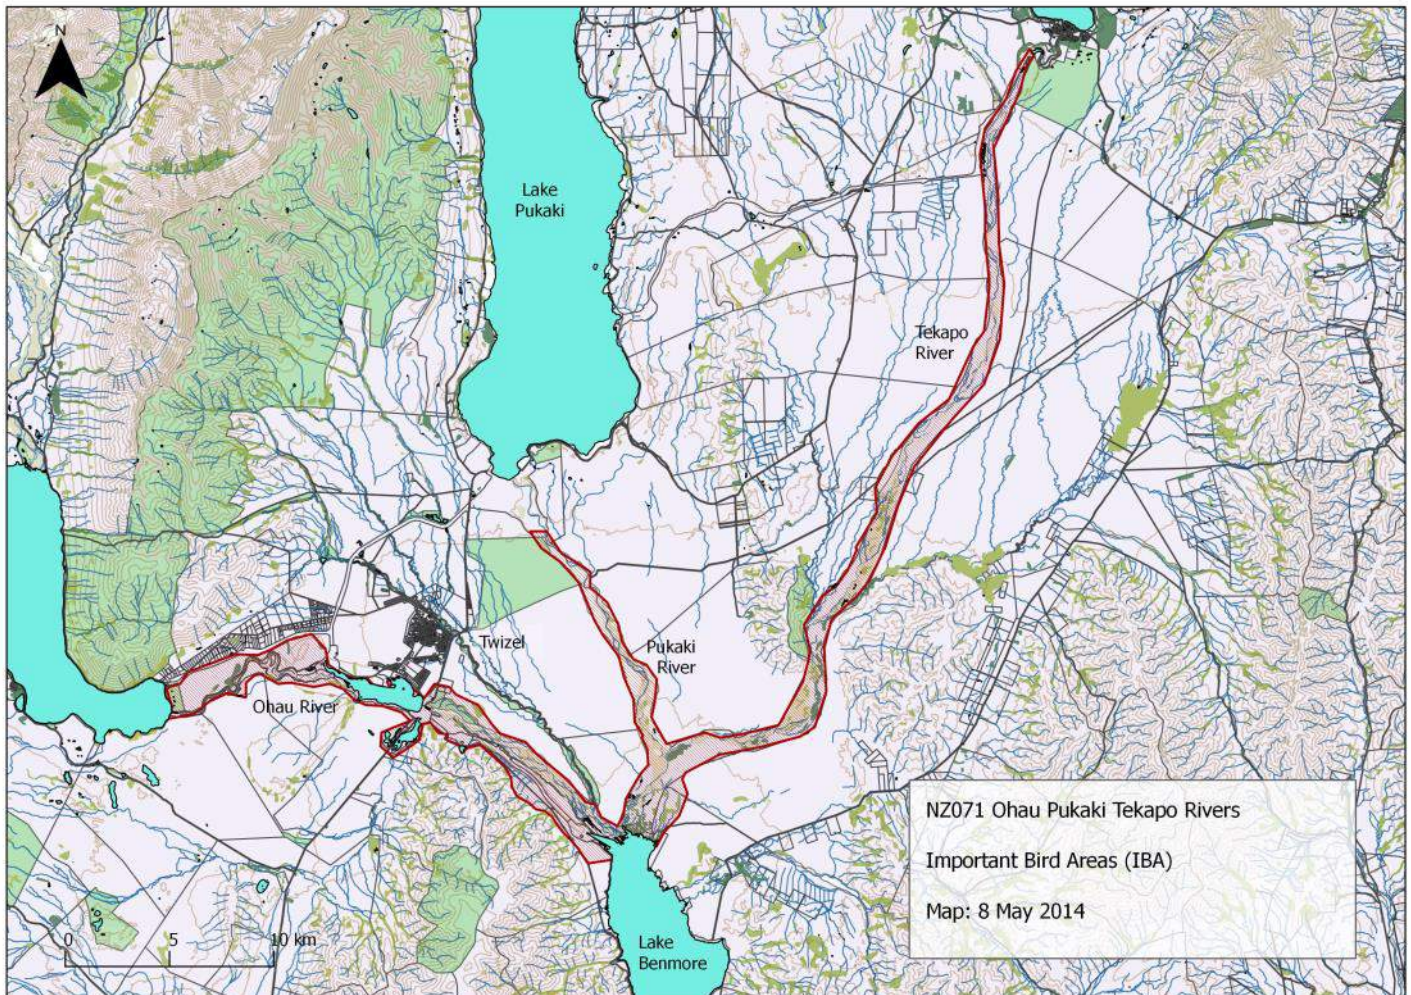 N
Lake
Pukaki
Tekapo
River
Twizel
Pukaki
River
Ohau River
NZ071 Ohau Pukaki Tekapo Rivers
Important Bird Areas (IBA)
Map: 8 May 2014
0 5 10 km
Lake
Benmore